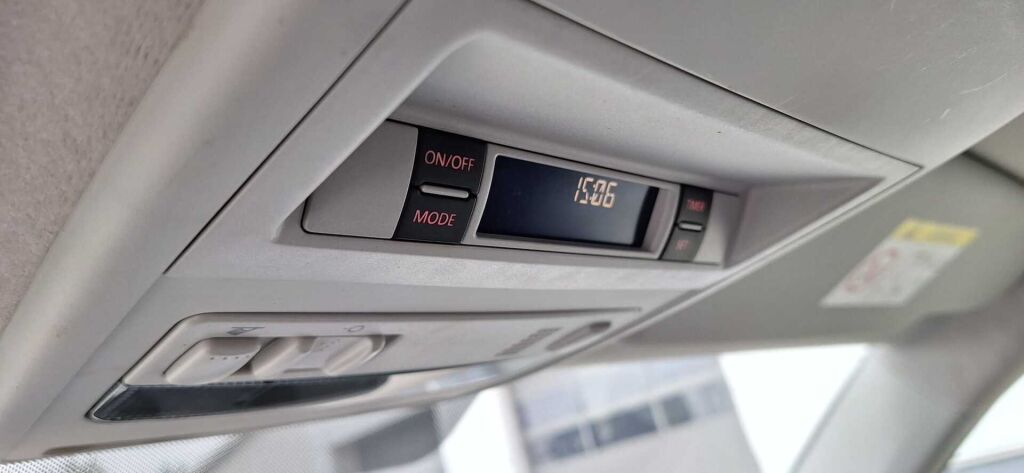 ON/OFF
MODE
15:06
TIMER
SET